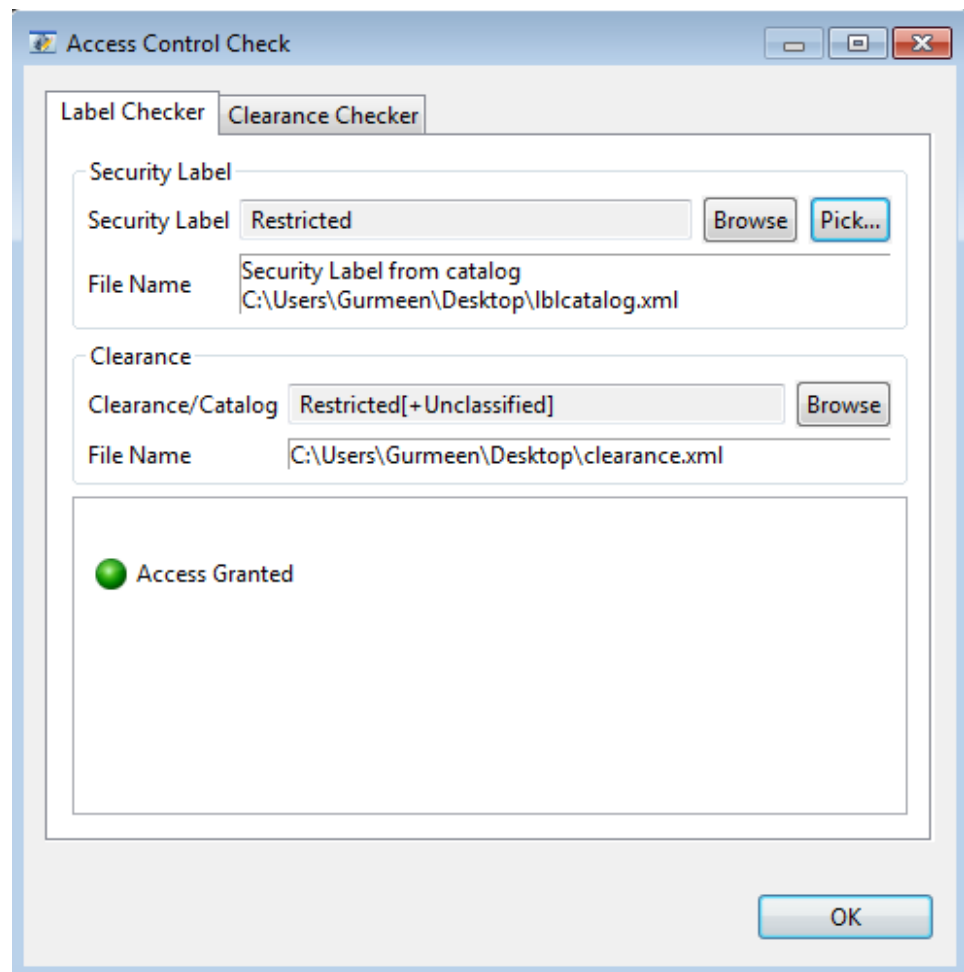 Access Control Check
Label Checker
Clearance Checker
Security Label
Security Label
Restricted
Browse
Pick...
File Name
Security Label from catalog
C:\Users\Gurmeen\Desktop\lblcatalog.xml
Clearance
Clearance/Catalog
Restricted[+Unclassified]
Browse
File Name
C:\Users\Gurmeen\Desktop\clearance.xml
Access Granted
OK